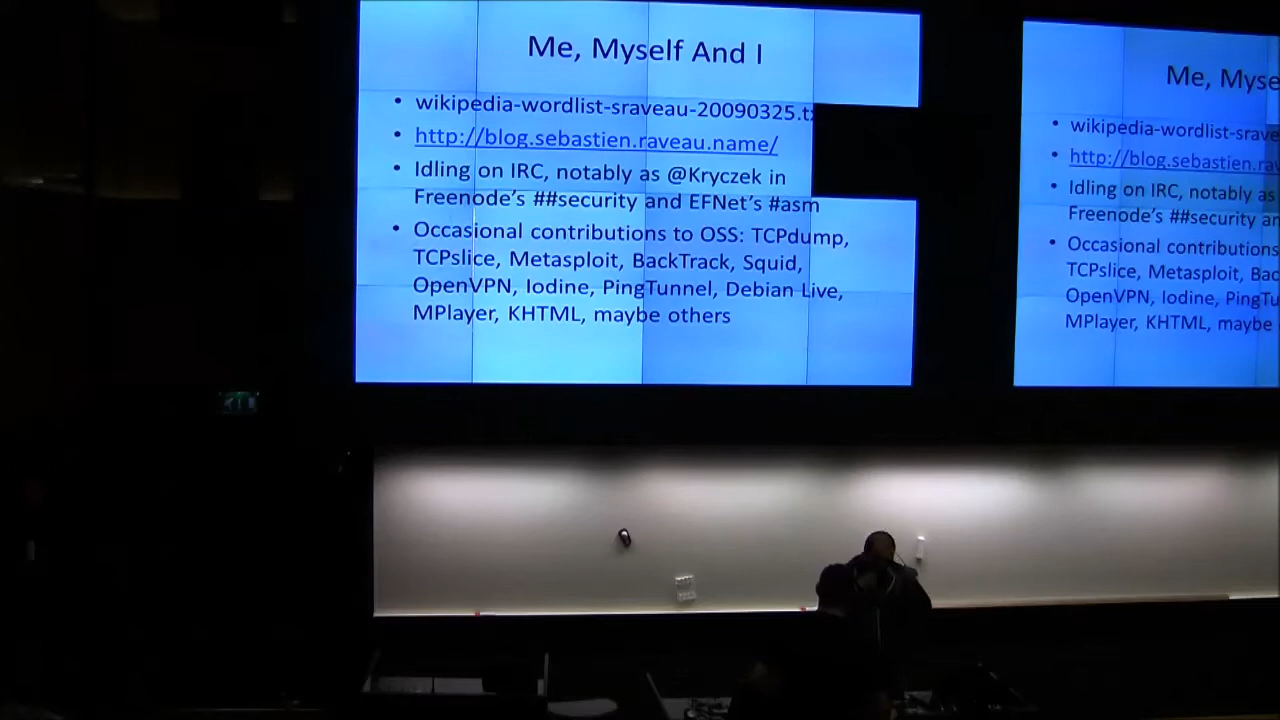 Me, Myself And I
• wikipedia-wordlist-sraveau-20090325.t
• http://blog.sebastien.raveau.name/
• Idling on IRC, notably as @Kryczek in
Freenode's ##security and EFNet's #asm
• Occasional contributions to OSS: TCPdump,
TCPslice, Metasploit, BackTrack, Squid,
OpenVPN, Iodine, PingTunnel, Debian Live,
MPlayer, KHTML, maybe others
Me, Myse
• wikipedia-wordlist-srave
• http://blog.sebastien.ra
• Idling on IRC, notably as
Freenode's ##security a
• Occasional contributions
TCPslice, Metasploit, Bac
OpenVPN, Iodine, PingTu
MPlayer, KHTML, maybe